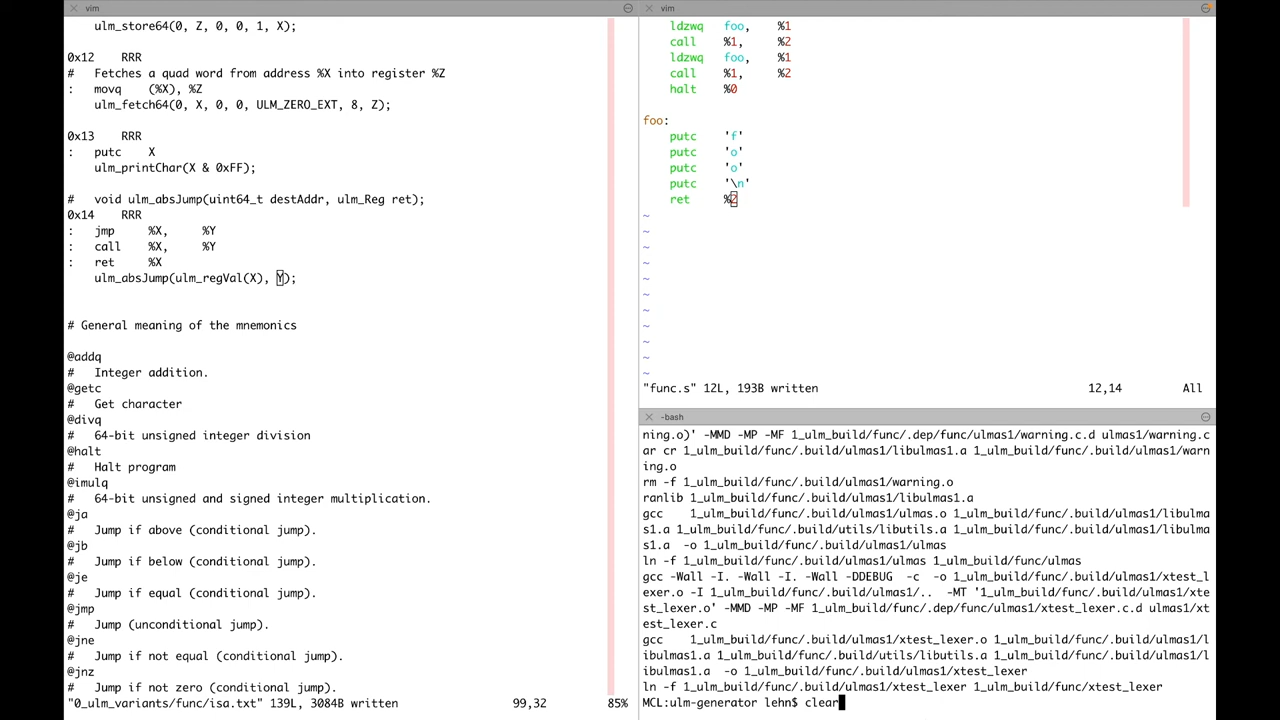 vim
ulm_store64(0, Z, 0, 0, 1, X);
0x12 RRR
# Fetches a quad word from address %X into register %Z
: movq (%X), %Z
ulm_fetch64(0, X, 0, 0, ULM_ZERO_EXT, 8, Z);
0x13 RRR
: putc X
ulm_printChar(X & 0xFF);
# void ulm_absJump(uint64_t destAddr, ulm_Reg ret);
0x14 RRR
: jmp %X, %Y
: call %X, %Y
: ret %X
ulm_absJump(ulm_regVal(X), Y);
# General meaning of the mnemonics
@addq
# Integer addition.
@getc
# Get character
@divq
# 64-bit unsigned integer division
@halt
# Halt program
@imulq
# 64-bit unsigned and signed integer multiplication.
@ja
# Jump if above (conditional jump).
@jb
# Jump if below (conditional jump).
@je
# Jump if equal (conditional jump).
@jmp
# Jump (unconditional jump).
@jne
# Jump if not equal (conditional jump).
@jnz
# Jump if not zero (conditional jump).
"0_ulm_variants/func/isa.txt" 139L, 3084B written 99,32 85%
vim
ldzwq foo, %1
call %1, %2
ldzwq foo, %1
call %1, %2
halt %0
foo:
putc 'f'
putc 'o'
putc 'o'
putc '\n'
ret %2
~
~
~
~
~
~
~
~
~
~
~
"func.s" 12L, 193B written 12,14 All
-bash
ning.o)' -MMD -MP -MF 1_ulm_build/func/.dep/func/ulmas1/warning.c.d ulmas1/warning.c
ar cr 1_ulm_build/func/.build/ulmas1/libulmas1.a 1_ulm_build/func/.build/ulmas1/warn
ing.o
rm -f 1_ulm_build/func/.build/ulmas1/warning.o
ranlib 1_ulm_build/func/.build/ulmas1/libulmas1.a
gcc 1_ulm_build/func/.build/ulmas1/ulmas.o 1_ulm_build/func/.build/ulmas1/libulma
s1.a 1_ulm_build/func/.build/utils/libutils.a 1_ulm_build/func/.build/ulmas1/libulma
s1.a -o 1_ulm_build/func/.build/ulmas1/ulmas
ln -f 1_ulm_build/func/.build/ulmas1/ulmas 1_ulm_build/func/ulmas
gcc -Wall -I. -Wall -I. -Wall -DDEBUG -c -o 1_ulm_build/func/.build/ulmas1/xtest_l
exer.o -I 1_ulm_build/func/.build/ulmas1/.. -MT '1_ulm_build/func/.build/ulmas1/xte
st_lexer.o' -MMD -MP -MF 1_ulm_build/func/.dep/func/ulmas1/xtest_lexer.c.d ulmas1/xt
est_lexer.c
gcc 1_ulm_build/func/.build/ulmas1/xtest_lexer.o 1_ulm_build/func/.build/ulmas1/l
ibulmas1.a 1_ulm_build/func/.build/utils/libutils.a 1_ulm_build/func/.build/ulmas1/l
ibulmas1.a -o 1_ulm_build/func/.build/ulmas1/xtest_lexer
ln -f 1_ulm_build/func/.build/ulmas1/xtest_lexer 1_ulm_build/func/xtest_lexer
MCL:ulm-generator lehn$ clear